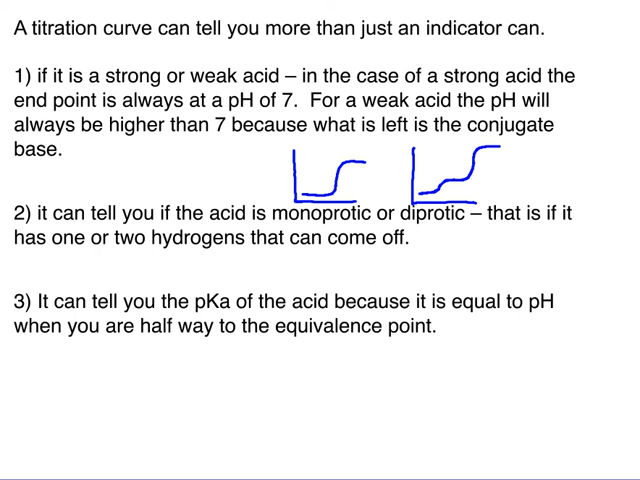 A titration curve can tell you more than just an indicator can.
1) if it is a strong or weak acid – in the case of a strong acid the
end point is always at a pH of 7.  For a weak acid the pH will
always be higher than 7 because what is left is the conjugate
base.
2) it can tell you if the acid is monoprotic or diprotic – that is if it
has one or two hydrogens that can come off.
3) It can tell you the pKa of the acid because it is equal to pH
when you are half way to the equivalence point.